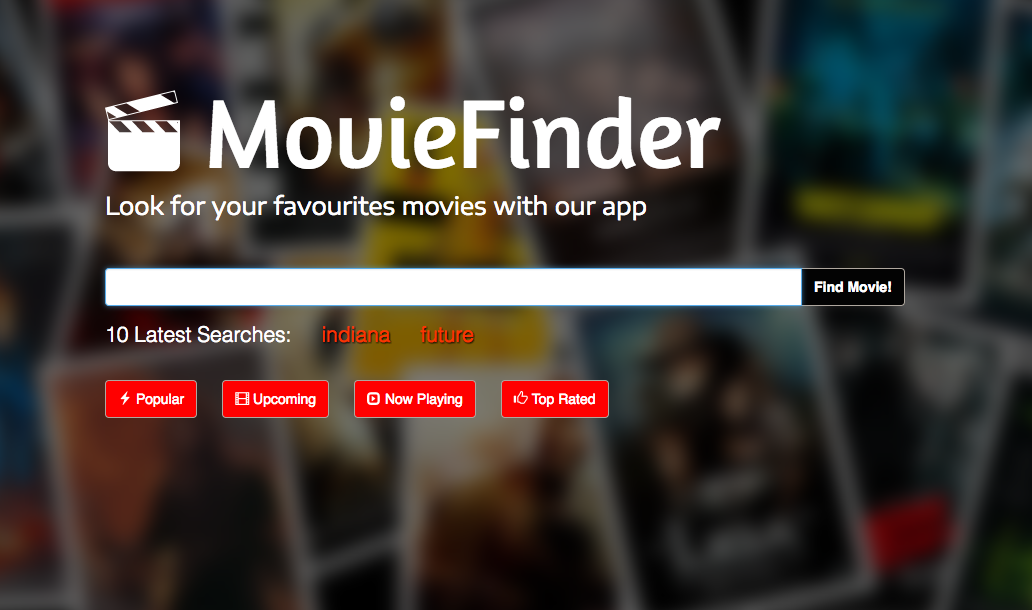 MovieFinder
Look for your favourites movies with our app
Find Movie!
10 Latest Searches: indiana future
Popular Upcoming Now Playing Top Rated